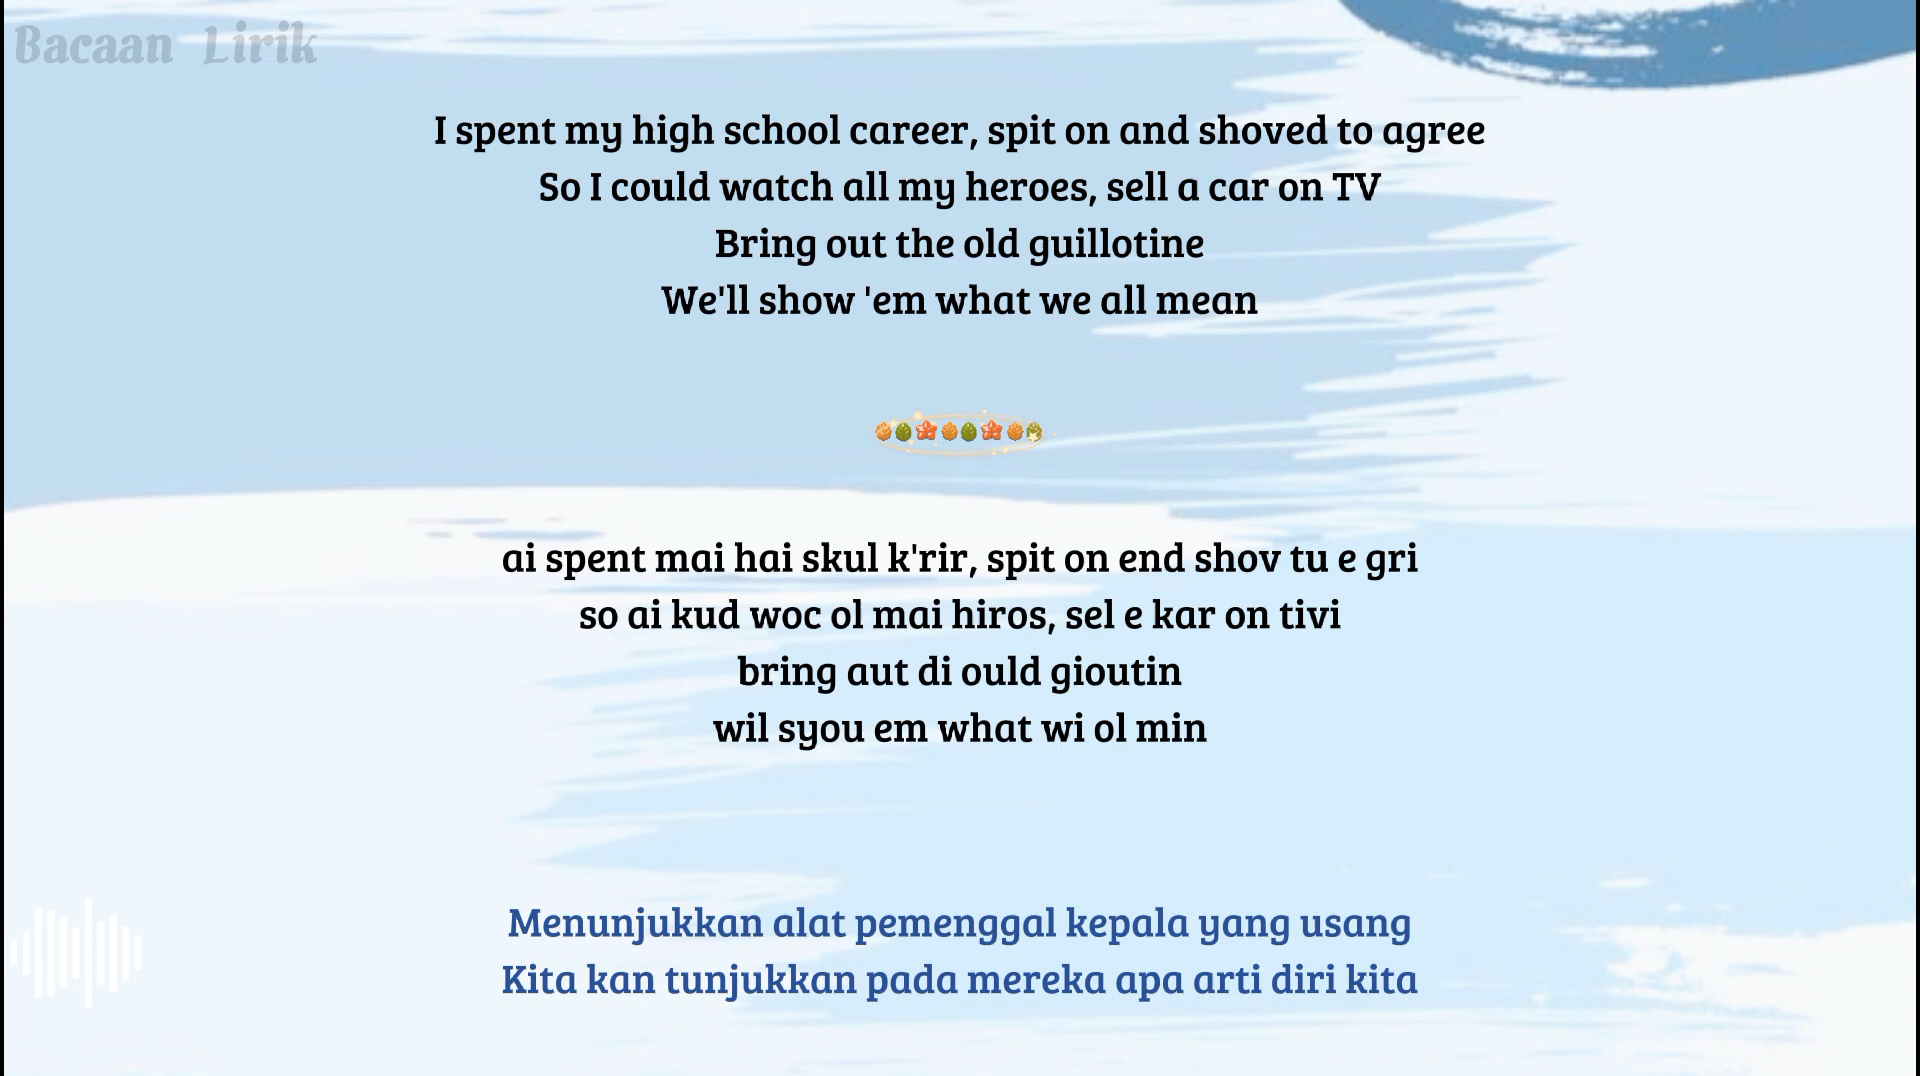 Bacaan Lirik
I spent my high school career, spit on and shoved to agree
So I could watch all my heroes, sell a car on TV
Bring out the old guillotine
We'll show 'em what we all mean
ai spent mai hai skul k'rir, spit on end shov tu e gri
so ai kud woc ol mai hiros, sel e kar on tivi
bring aut di ould gioutin
wil syou em what wi ol min
Menunjukkan alat pemenggal kepala yang usang
Kita kan tunjukkan pada mereka apa arti diri kita